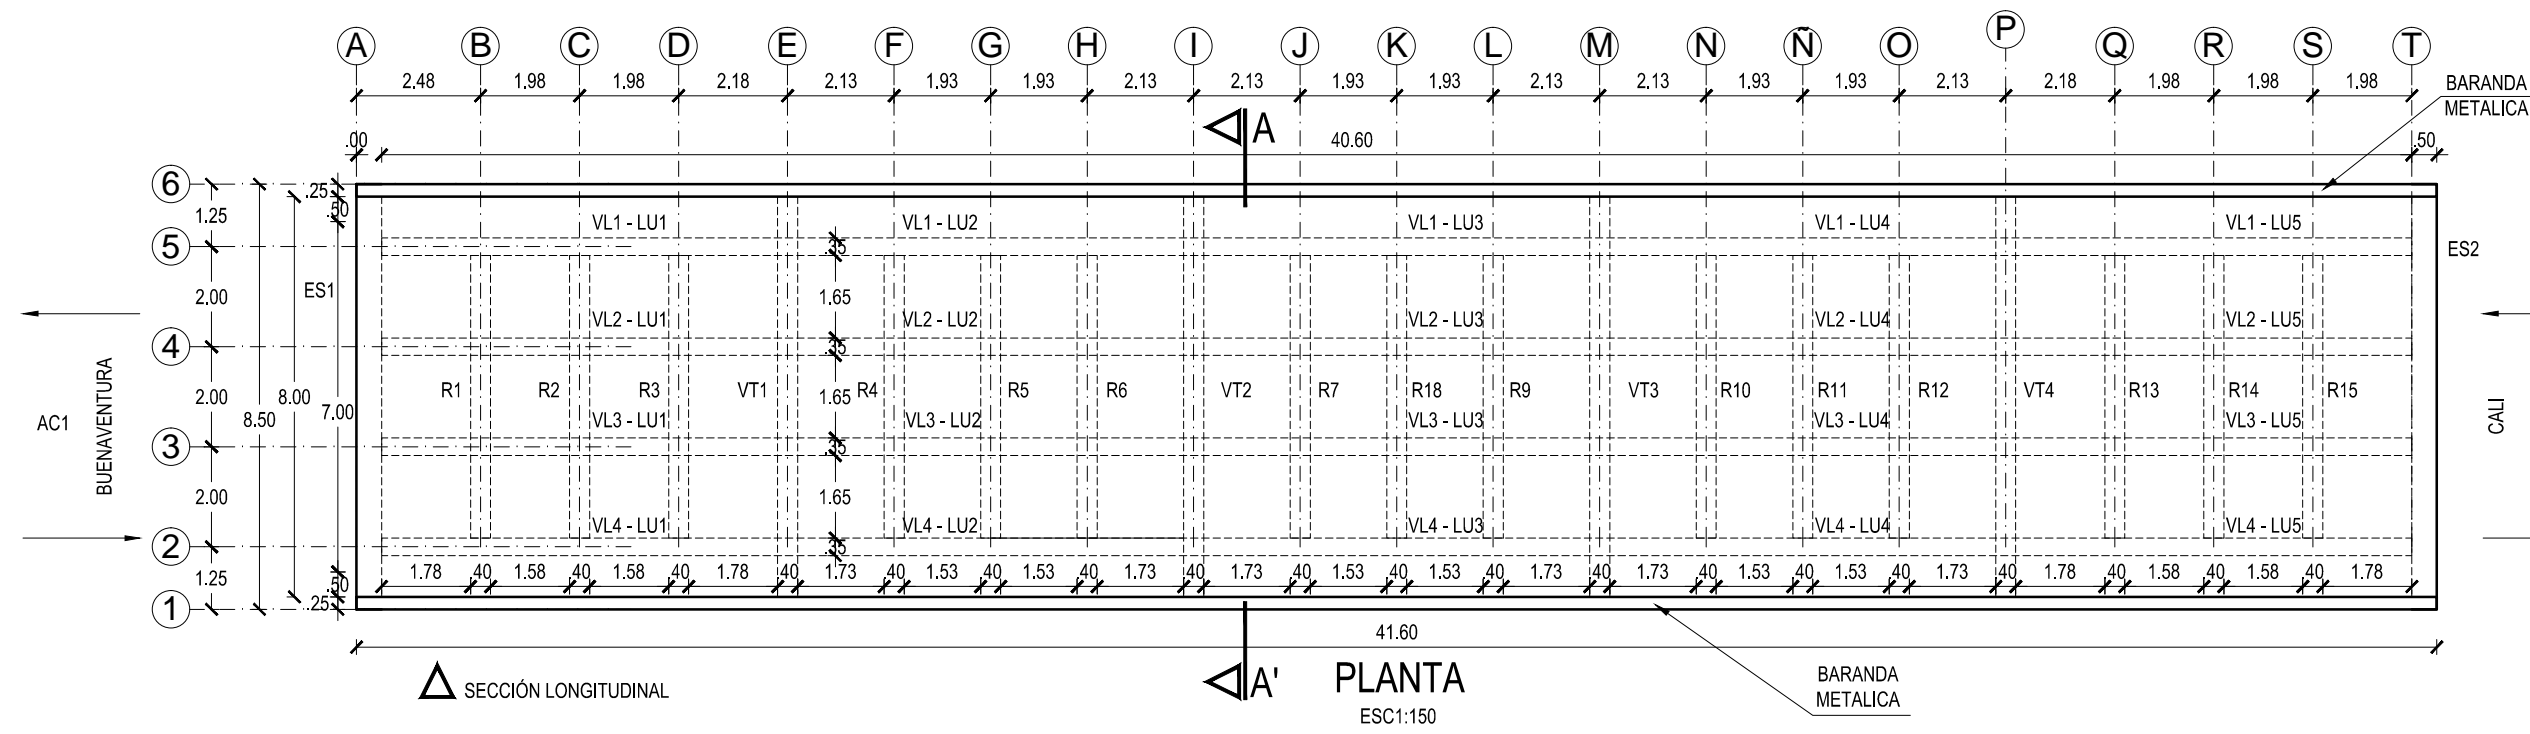 A B C D E F G H I J K L M N Ñ O P Q R S T
2.48 1.98 1.98 2.18 2.13 1.93 1.93 2.13 2.13 1.93 1.93 2.13 2.13 1.93 1.93 2.13 2.18 1.98 1.98 1.98
BARANDA
METALICA
A
.00 40.60 .50
6
.25
.50
1.25
VL1 - LU1 VL1 - LU2 VL1 - LU3 VL1 - LU4 VL1 - LU5
5
.35
ES2
ES1
2.00 1.65
VL2 - LU1 VL2 - LU2 VL2 - LU3 VL2 - LU4 VL2 - LU5
4
.35
BUENAVENTURA
AC1
2.00 8.50 8.00 7.00 1.65
R1 R2 R3 VT1 R4 R5 R6 VT2 R7 R18 R9 VT3 R10 R11 R12 VT4 R13 R14 R15
CALI
VL3 - LU1 VL3 - LU2 VL3 - LU3 VL3 - LU4 VL3 - LU5
3
.35
2.00 1.65
VL4 - LU1 VL4 - LU2 VL4 - LU3 VL4 - LU4 VL4 - LU5
2
.35
1.25
.50
1.78 40 1.58 40 1.58 40 1.78 40 1.73 40 1.53 40 1.53 40 1.73 40 1.73 40 1.53 40 1.53 40 1.73 40 1.73 40 1.53 40 1.53 40 1.73 40 1.78 40 1.58 40 1.58 40 1.78
.25
1
41.60
SECCIÓN LONGITUDINAL
A'
PLANTA
ESC1:150
BARANDA
METALICA